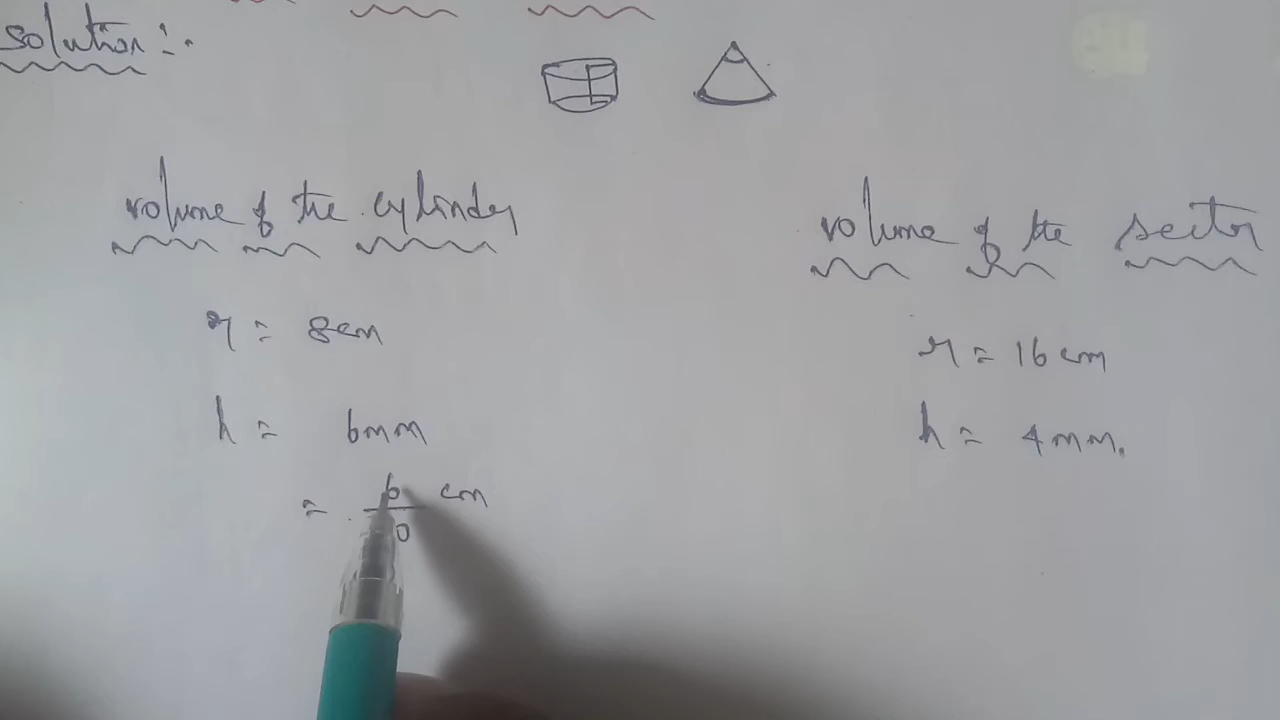 solution :-
volume of the cylinder
r = 8cm
h = 6mm
= 6/10 cm
volume of the sector
r = 16 cm
h = 4mm.